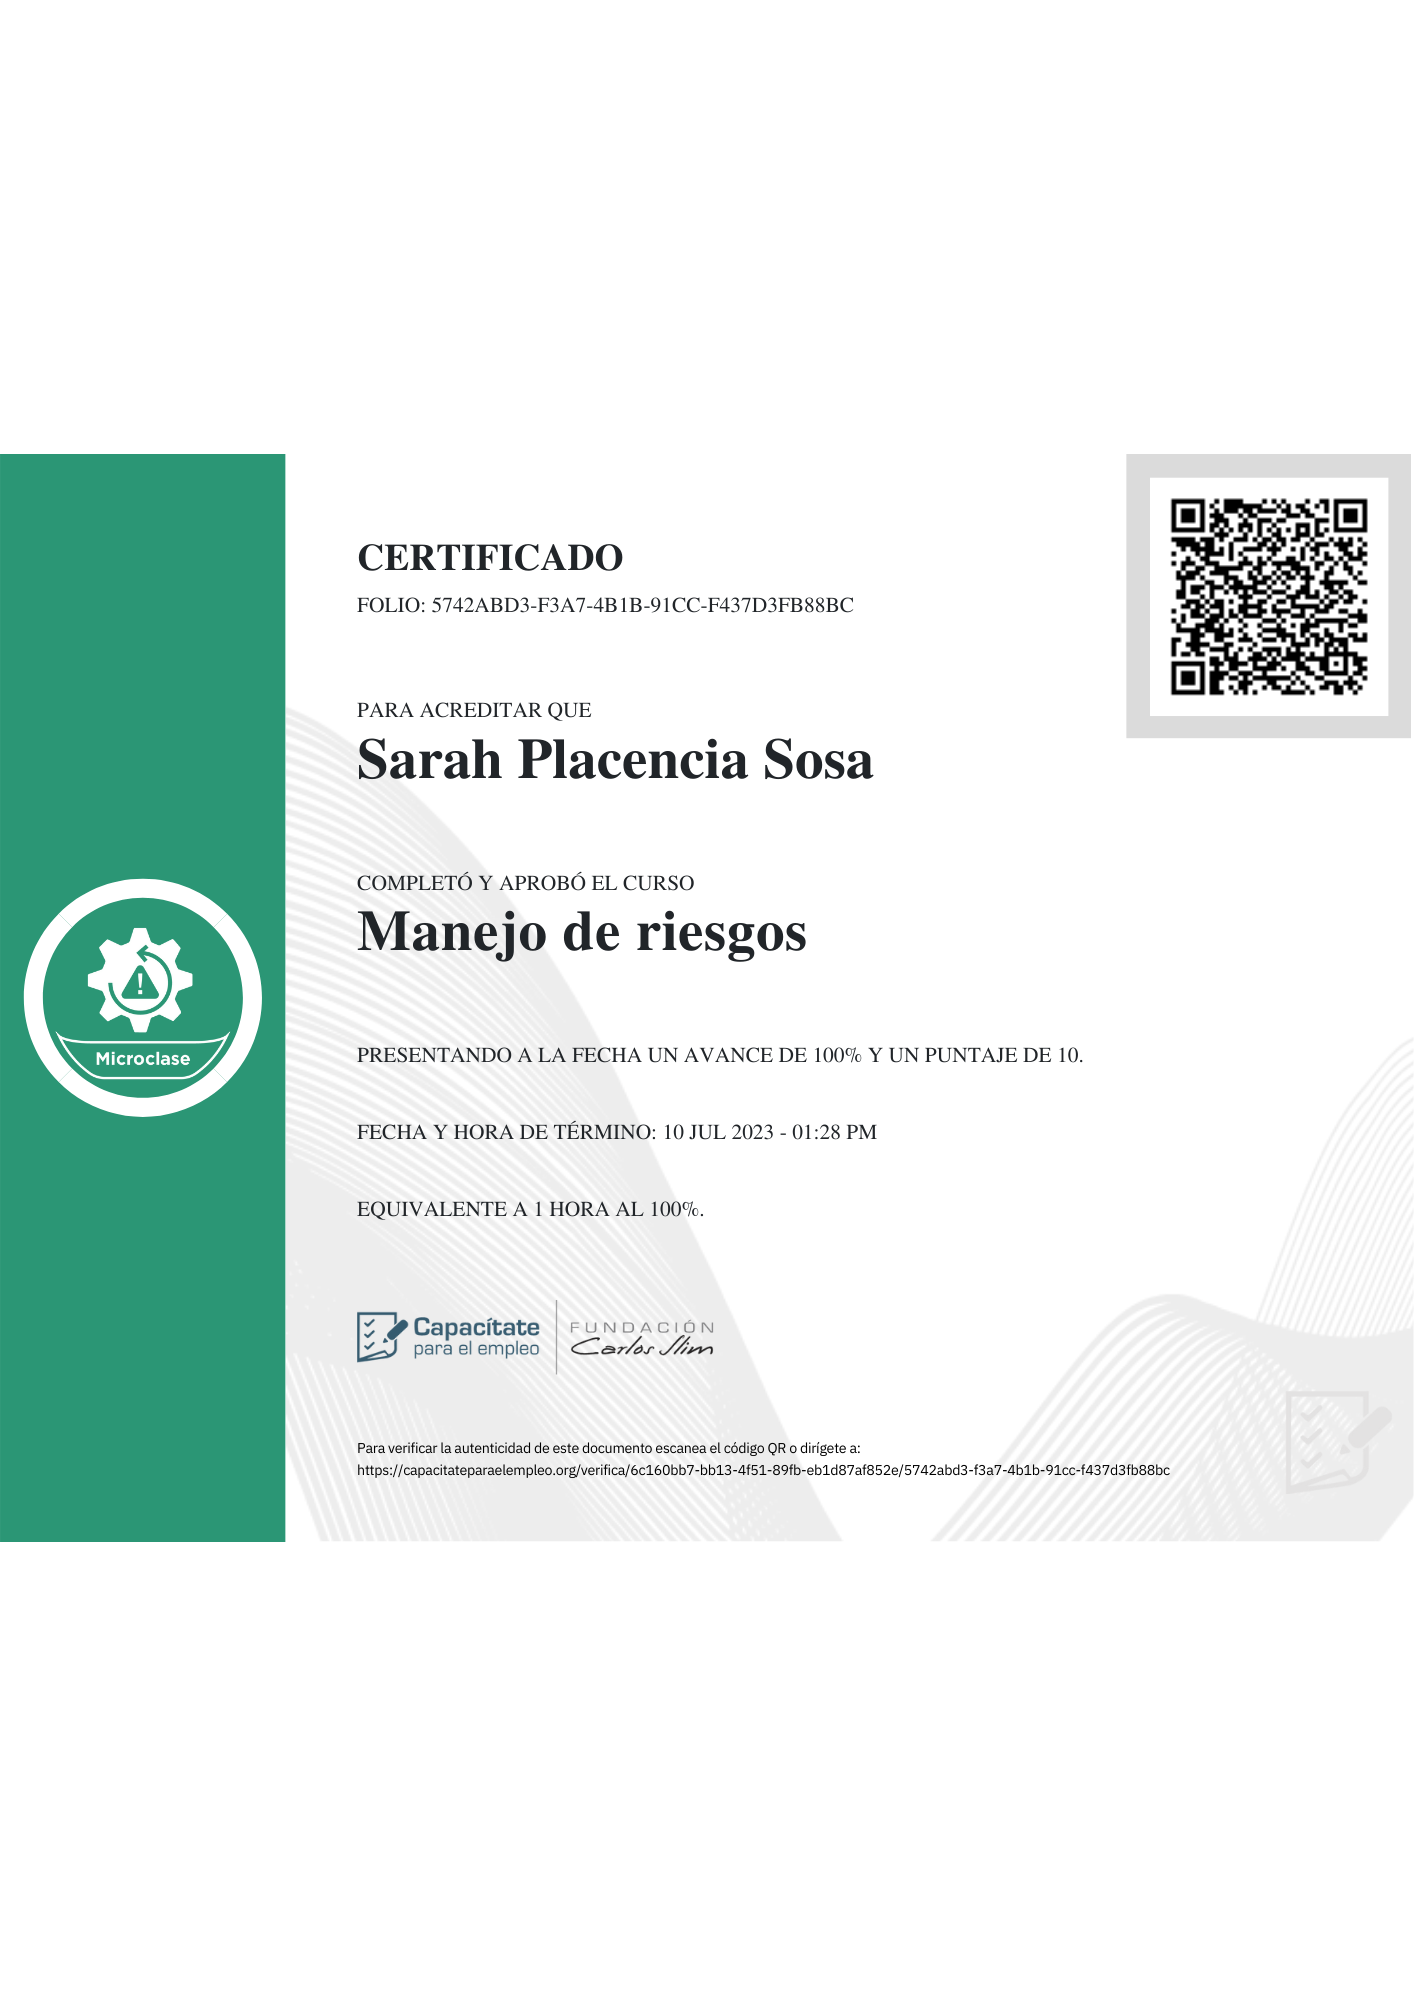 CERTIFICADO
FOLIO: 5742ABD3-F3A7-4B1B-91CC-F437D3FB88BC
PARA ACREDITAR QUE
Sarah Placencia Sosa
COMPLETÓ Y APROBÓ EL CURSO
Manejo de riesgos
Microclase
PRESENTANDO A LA FECHA UN AVANCE DE 100% Y UN PUNTAJE DE 10.
FECHA Y HORA DE TÉRMINO: 10 JUL 2023 - 01:28 PM
EQUIVALENTE A 1 HORA AL 100%.
Capacítate
para el empleo
FUNDACIÓN
Carlos Slim
Para verificar la autenticidad de este documento escanea el código QR o dirígete a:
https://capacitateparaelempleo.org/verifica/6c160bb7-bb13-4f51-89fb-eb1d87af852e/5742abd3-f3a7-4b1b-91cc-f437d3fb88bc